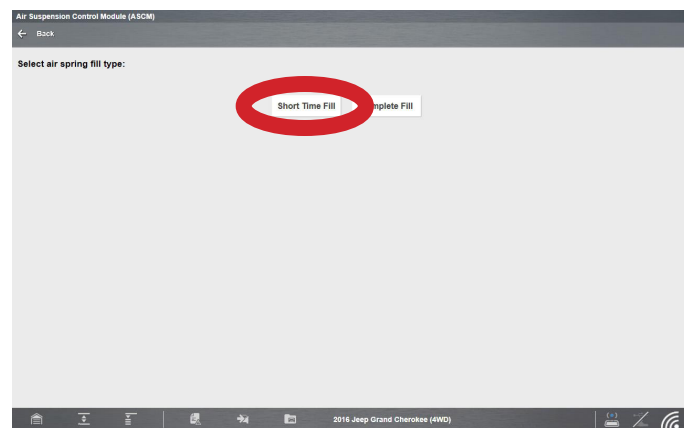 Air Suspension Control Module (ASCM)
Back
Select air spring fill type:
Short Time Fill mplete Fill
2016 Jeep Grand Cherokee (4WD)